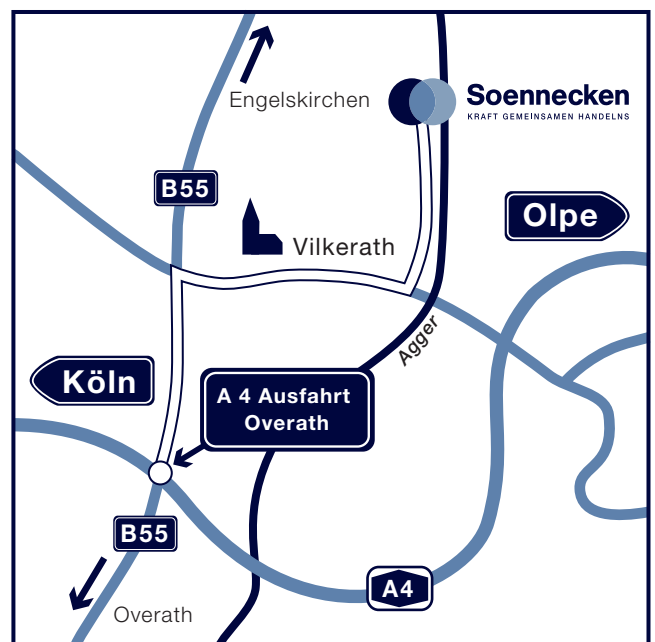 Engelskirchen
Soennecken
KRAFT GEMEINSAMEN HANDELNS
B55
Olpe
Vilkerath
Agger
Köln
A 4 Ausfahrt
Overath
B55
A4
Overath